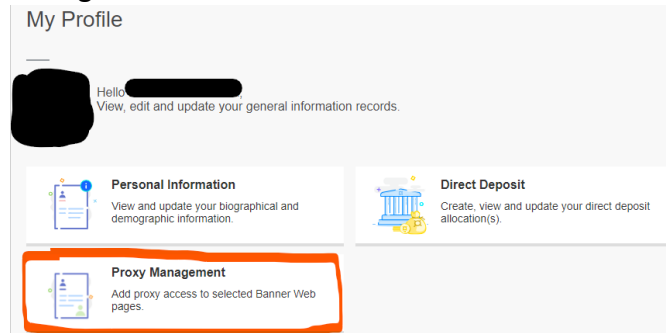 My Profile
Hello
View, edit and update your general information records.
Personal Information
View and update your biographical and
demographic information.
Direct Deposit
Create, view and update your direct deposit
allocation(s).
Proxy Management
Add proxy access to selected Banner Web
pages.